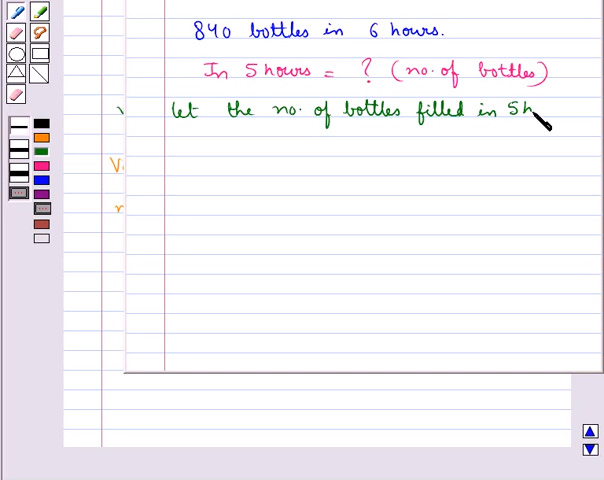 840 bottles in 6 hours.
In 5 hours = ? (no. of bottles)
let the no. of bottles filled in 5h